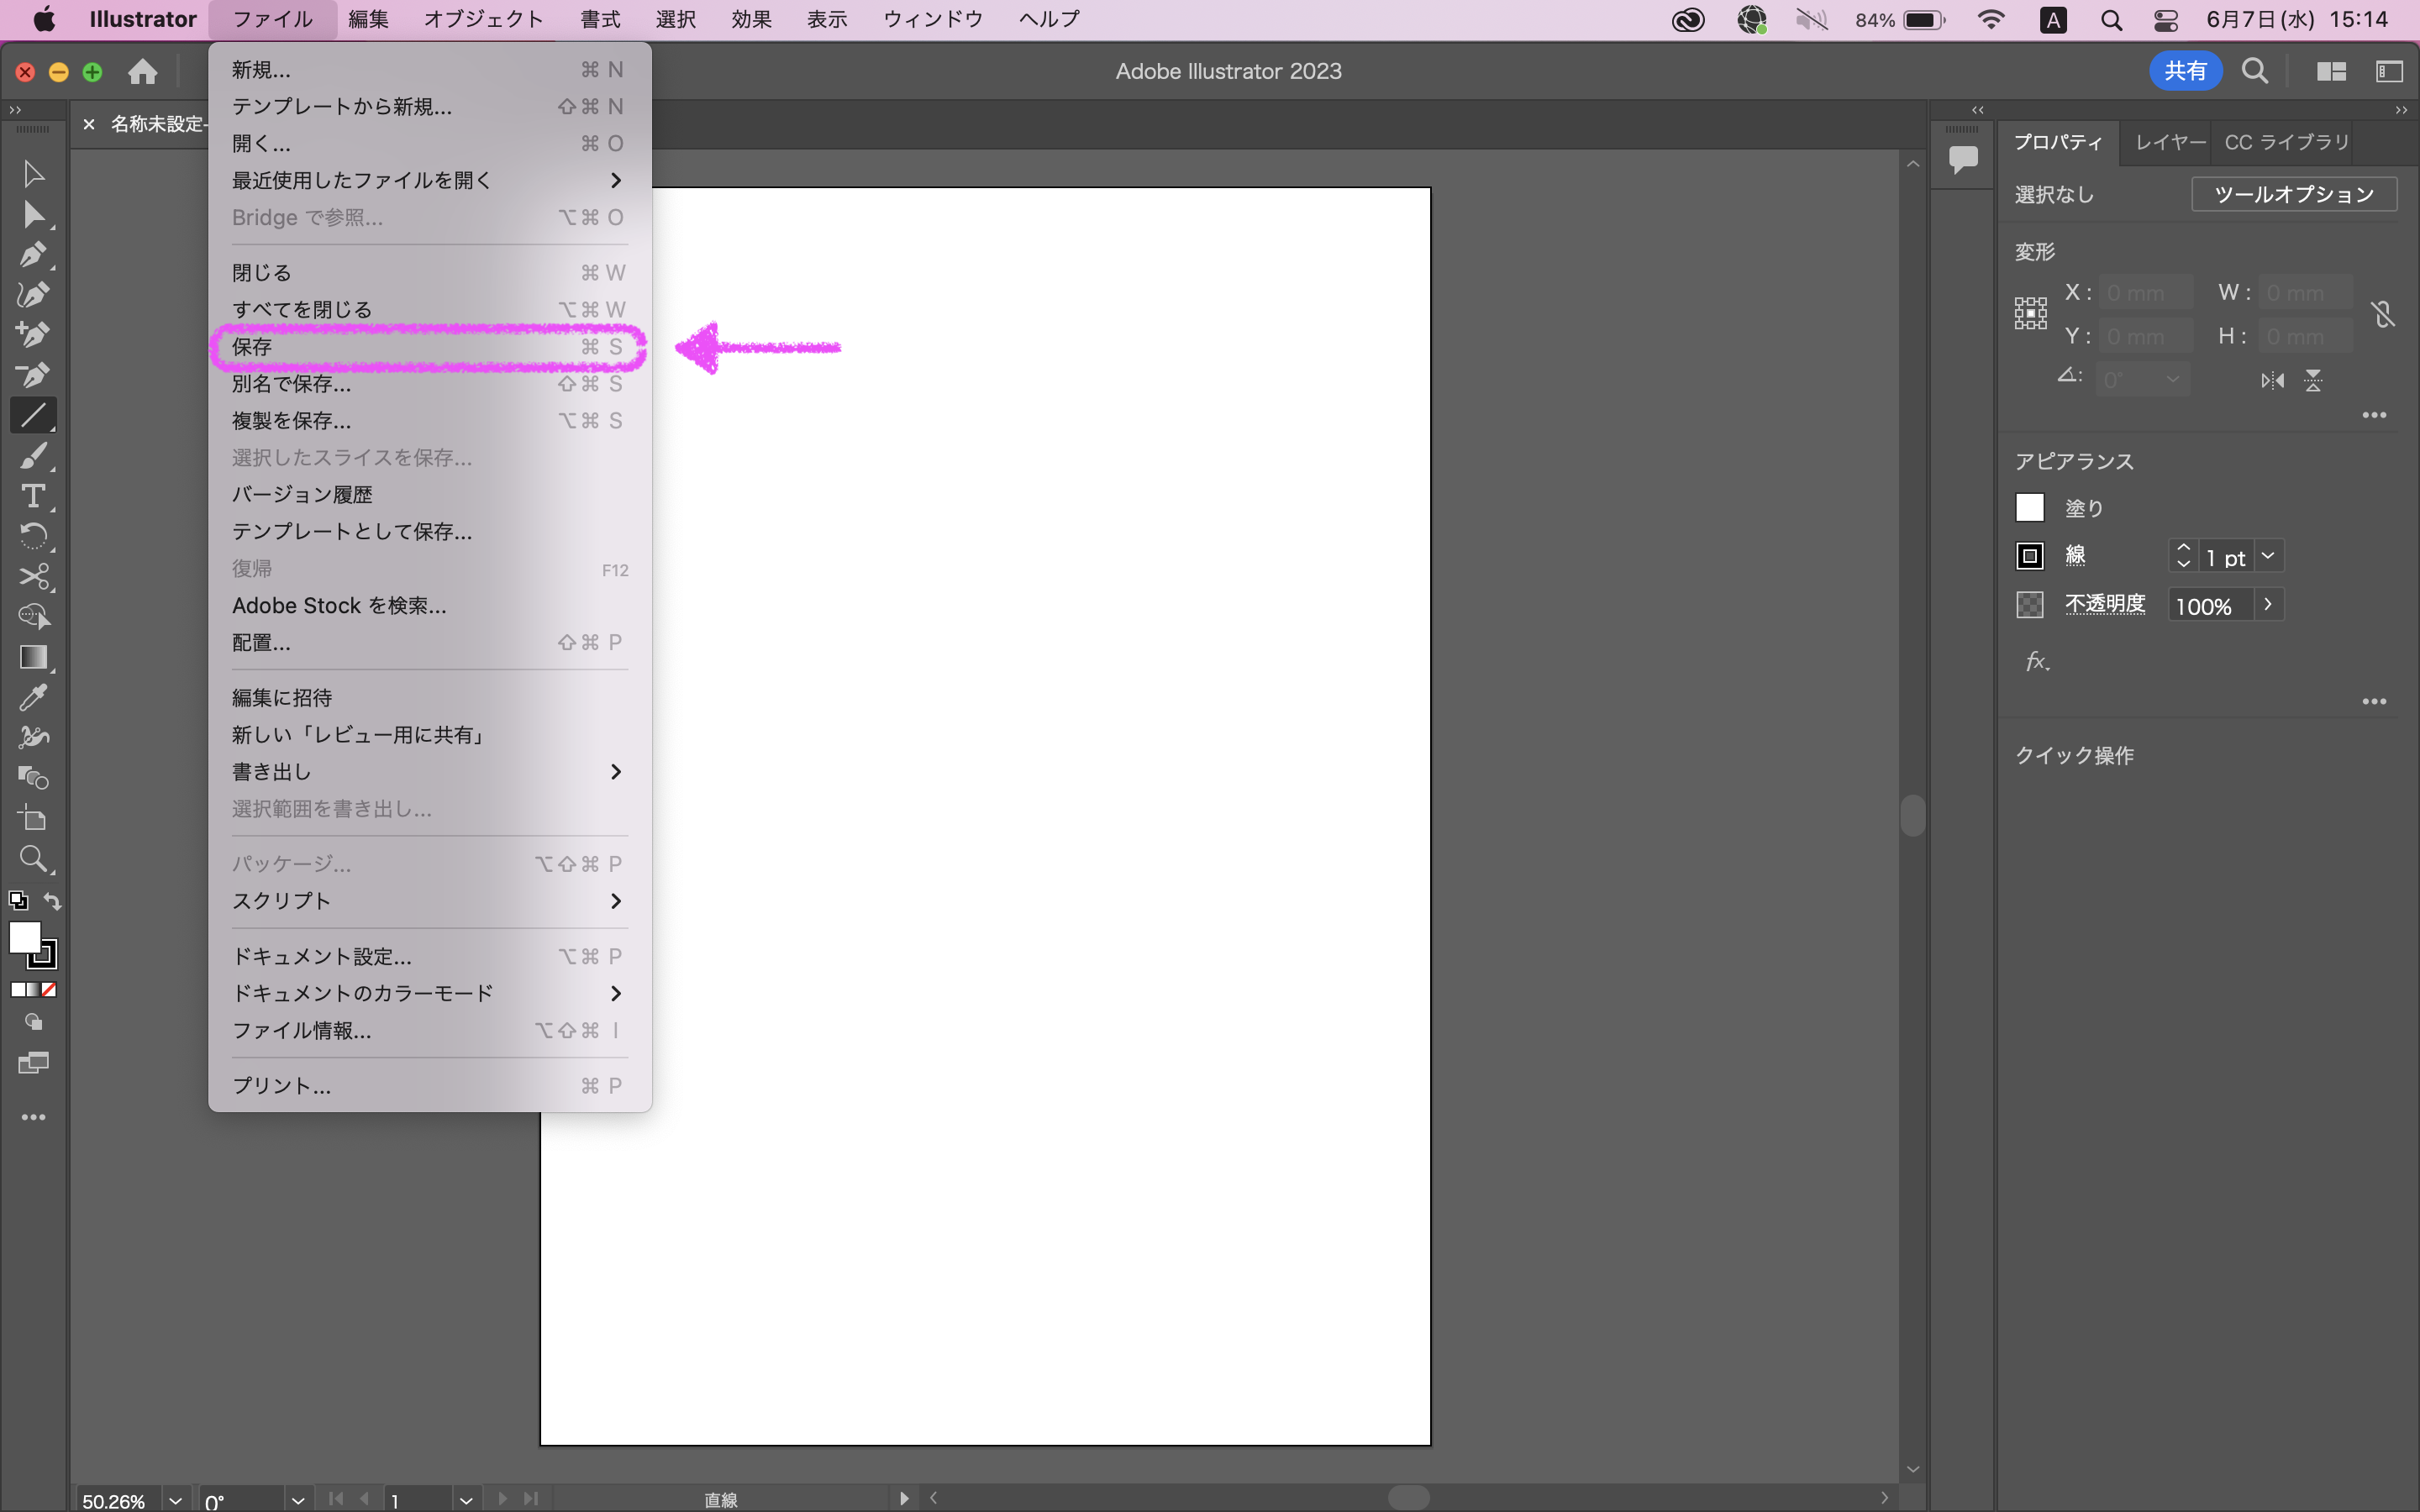 Illustrator ファイル 編集 オブジェクト 書式 選択 効果 表示 ウィンドウ ヘルプ 84% A 6月7日(水) 15:14
Adobe Illustrator 2023 共有
× 名称未設定-
新規... ⌘ N
テンプレートから新規... ⇧⌘ N
開く... ⌘ O
最近使用したファイルを開く >
Bridge で参照... ⌥⌘ O
閉じる ⌘ W
すべてを閉じる ⌥⌘ W
保存 ⌘ S
別名で保存... ⇧⌘ S
複製を保存... ⌥⌘ S
選択したスライスを保存...
バージョン履歴
テンプレートとして保存...
復帰 F12
Adobe Stock を検索...
配置... ⇧⌘ P
編集に招待
新しい「レビュー用に共有」
書き出し >
選択範囲を書き出し...
パッケージ... ⌥⇧⌘ P
スクリプト >
ドキュメント設定... ⌥⌘ P
ドキュメントのカラーモード >
ファイル情報... ⌥⇧⌘ I
プリント... ⌘ P
プロパティ レイヤー CC ライブラリ
選択なし ツールオプション
変形
X : 0 mm W : 0 mm
Y : 0 mm H : 0 mm
0°
アピアランス
塗り
線 1 pt
不透明度 100%
fx
クイック操作
50.26% 0° 1 直線